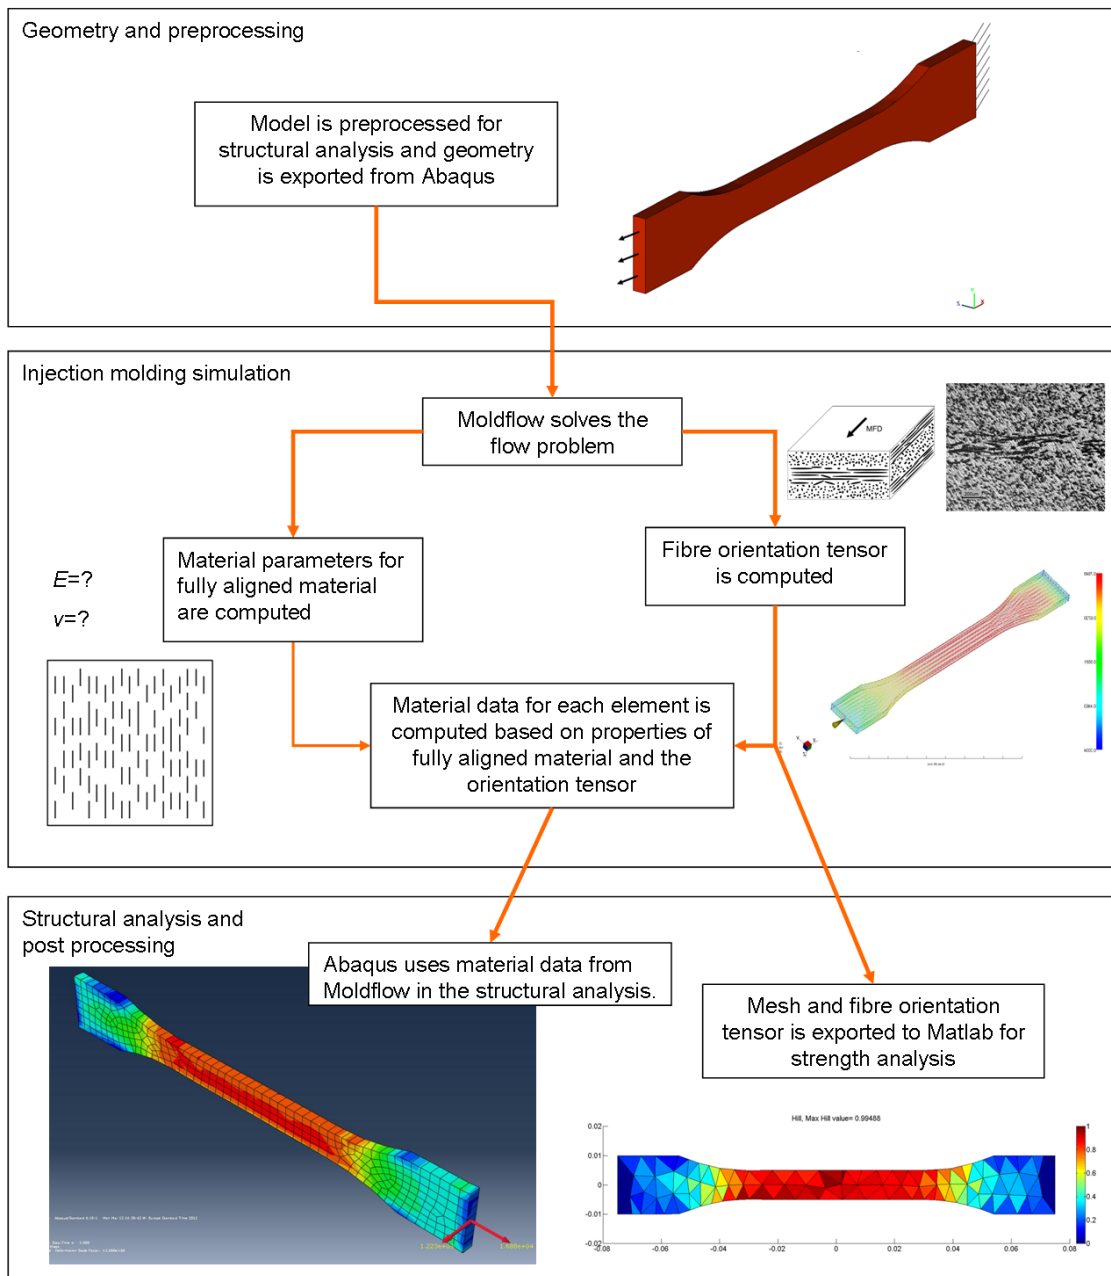 Geometry and preprocessing
Model is preprocessed for
structural analysis and geometry
is exported from Abaqus
Injection molding simulation
Moldflow solves the
flow problem
MFD
E=?
ν=?
Material parameters for
fully aligned material
are computed
Fibre orientation tensor
is computed
Material data for each element is
computed based on properties of
fully aligned material and the
orientation tensor
Structural analysis and
post processing
Abaqus uses material data from
Moldflow in the structural analysis.
Mesh and fibre orientation
tensor is exported to Matlab for
strength analysis
Hill, Max Hill value= 0.99488
0.02
0.01
0
-0.01
-0.02
-0.08
-0.06
-0.04
-0.02
0
0.02
0.04
0.06
0.08
1
0.8
0.6
0.4
0.2
0